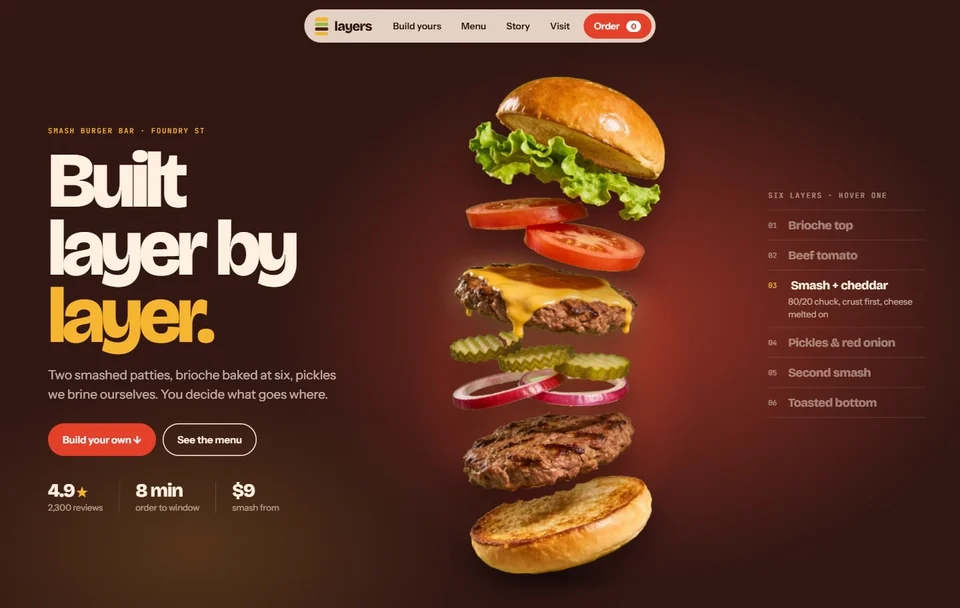 layers
Build yours
Menu
Story
Visit
Order 0
SMASH BURGER BAR · FOUNDRY ST
Built
layer by
layer.
Two smashed patties, brioche baked at six, pickles
we brine ourselves. You decide what goes where.
Build your own ↓
See the menu
4.9★
2,300 reviews
8 min
order to window
$9
smash from
SIX LAYERS · HOVER ONE
01 Brioche top
02 Beef tomato
03 Smash + cheddar
80/20 chuck, crust first, cheese
melted on
04 Pickles & red onion
05 Second smash
06 Toasted bottom